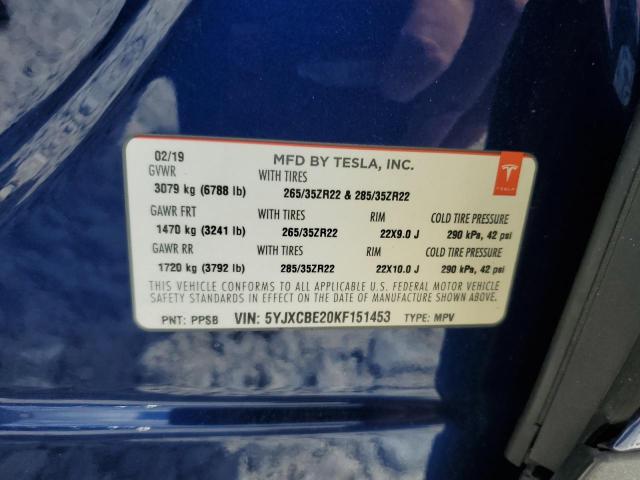 02/19 MFD BY TESLA, INC.
GVWR WITH TIRES
3079 kg (6788 lb) 265/35ZR22 & 285/35ZR22
GAWR FRT WITH TIRES RIM COLD TIRE PRESSURE
1470 kg (3241 lb) 265/35ZR22 22X9.0 J 290 kPa, 42 psi
GAWR RR WITH TIRES RIM COLD TIRE PRESSURE
1720 kg (3792 lb) 285/35ZR22 22X10.0 J 290 kPa, 42 psi
THIS VEHICLE CONFORMS TO ALL APPLICABLE U.S. FEDERAL MOTOR VEHICLE
SAFETY STANDARDS IN EFFECT ON THE DATE OF MANUFACTURE SHOWN ABOVE.
PNT: PPSB VIN: 5YJXCBE20KF151453 TYPE: MPV
TESLA